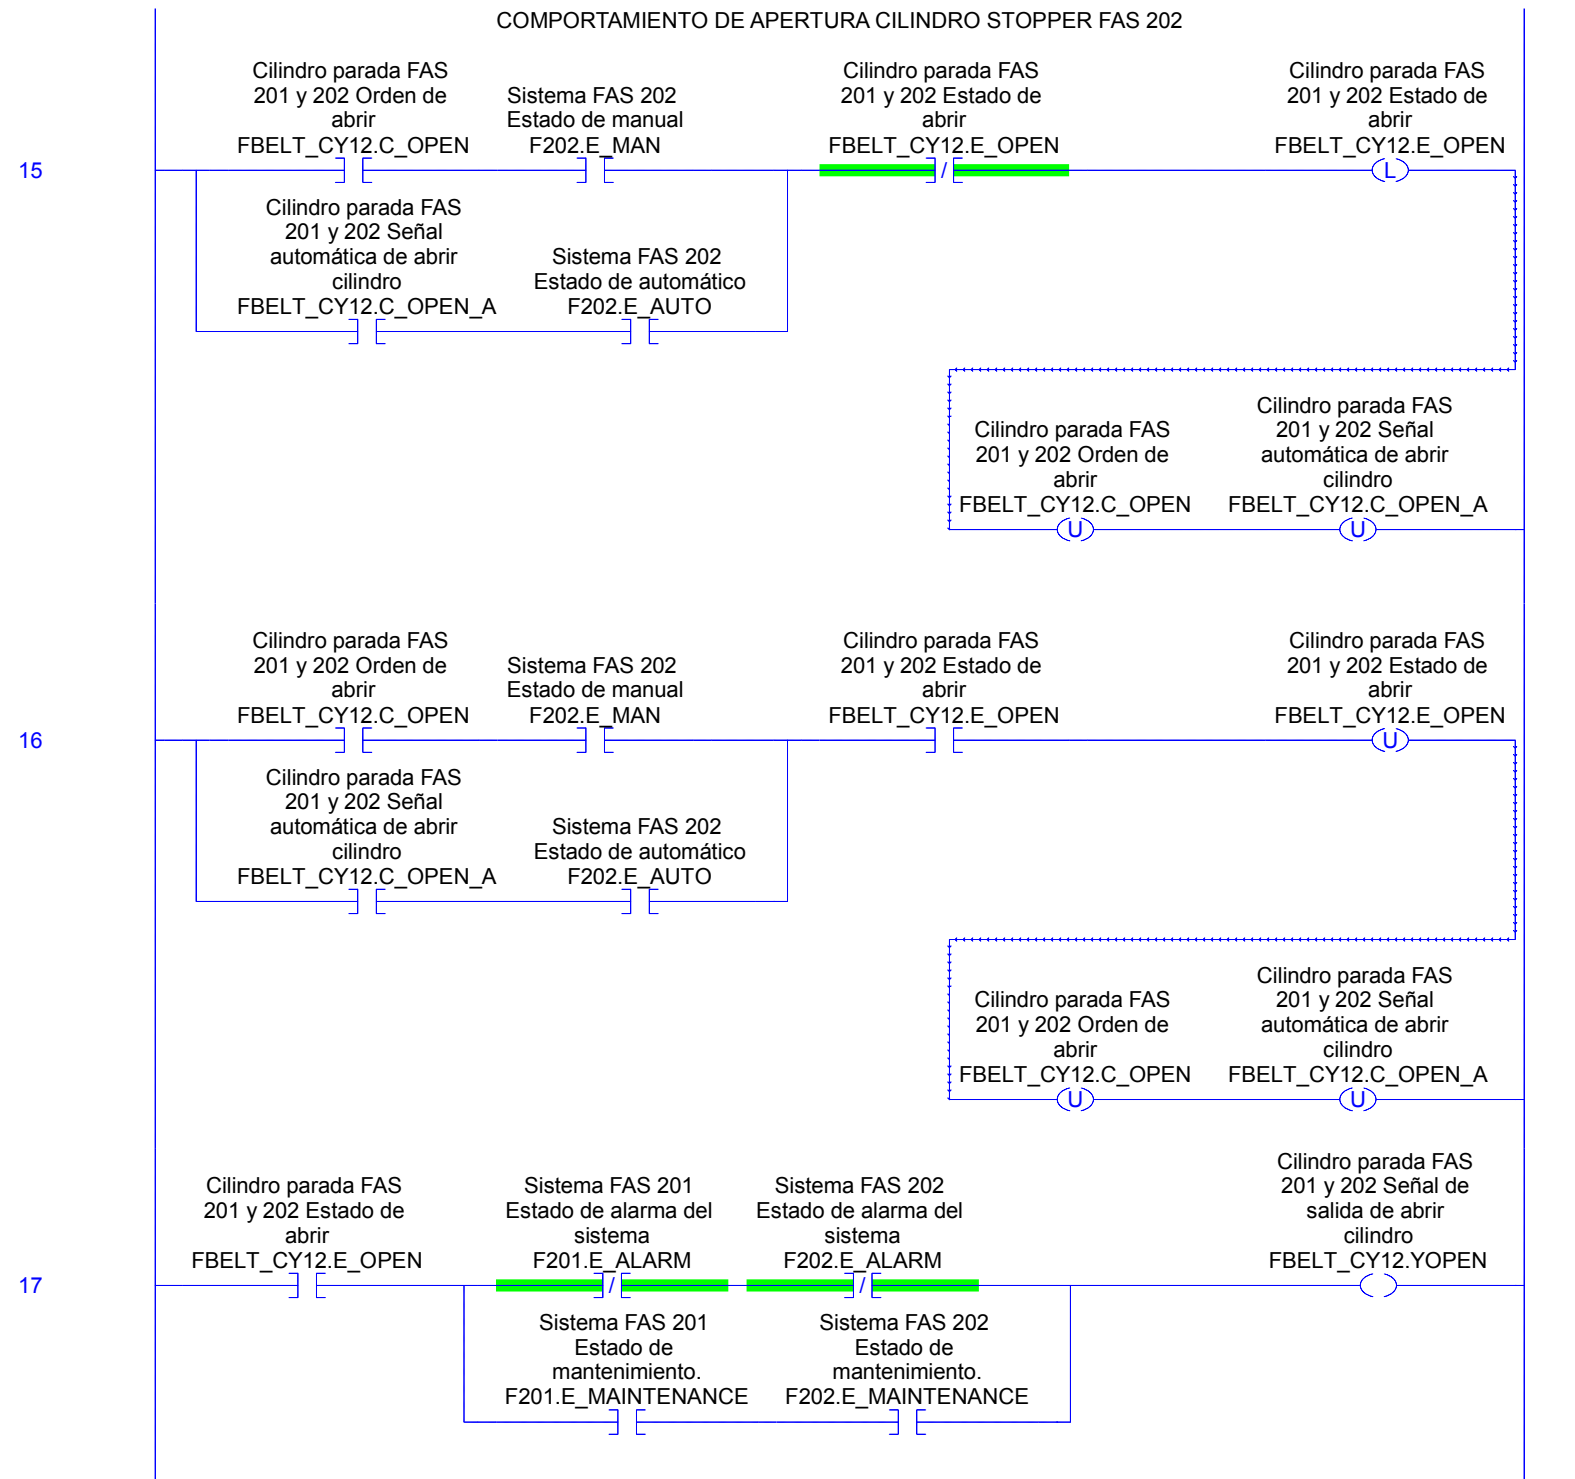 COMPORTAMIENTO DE APERTURA CILINDRO STOPPER FAS 202
15
Cilindro parada FAS
201 y 202 Orden de
abrir
FBELT_CY12.C_OPEN
Sistema FAS 202
Estado de manual
F202.E_MAN
Cilindro parada FAS
201 y 202 Estado de
abrir
FBELT_CY12.E_OPEN
/
Cilindro parada FAS
201 y 202 Estado de
abrir
FBELT_CY12.E_OPEN
L
Cilindro parada FAS
201 y 202 Señal
automática de abrir
cilindro
FBELT_CY12.C_OPEN_A
Sistema FAS 202
Estado de automático
F202.E_AUTO
Cilindro parada FAS
201 y 202 Orden de
abrir
FBELT_CY12.C_OPEN
U
Cilindro parada FAS
201 y 202 Señal
automática de abrir
cilindro
FBELT_CY12.C_OPEN_A
U
16
Cilindro parada FAS
201 y 202 Orden de
abrir
FBELT_CY12.C_OPEN
Sistema FAS 202
Estado de manual
F202.E_MAN
Cilindro parada FAS
201 y 202 Estado de
abrir
FBELT_CY12.E_OPEN
Cilindro parada FAS
201 y 202 Estado de
abrir
FBELT_CY12.E_OPEN
U
Cilindro parada FAS
201 y 202 Señal
automática de abrir
cilindro
FBELT_CY12.C_OPEN_A
Sistema FAS 202
Estado de automático
F202.E_AUTO
Cilindro parada FAS
201 y 202 Orden de
abrir
FBELT_CY12.C_OPEN
U
Cilindro parada FAS
201 y 202 Señal
automática de abrir
cilindro
FBELT_CY12.C_OPEN_A
U
17
Cilindro parada FAS
201 y 202 Estado de
abrir
FBELT_CY12.E_OPEN
Sistema FAS 201
Estado de alarma del
sistema
F201.E_ALARM
/
Sistema FAS 202
Estado de alarma del
sistema
F202.E_ALARM
/
Cilindro parada FAS
201 y 202 Señal de
salida de abrir
cilindro
FBELT_CY12.YOPEN
Sistema FAS 201
Estado de
mantenimiento.
F201.E_MAINTENANCE
Sistema FAS 202
Estado de
mantenimiento.
F202.E_MAINTENANCE